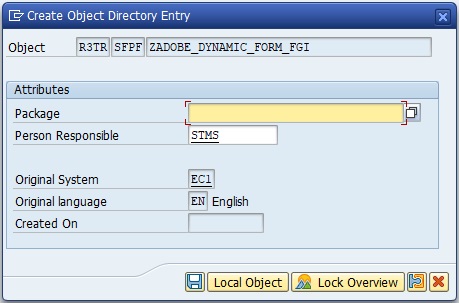 Create Object Directory Entry
Object R3TR SFPF ZADOBE_DYNAMIC_FORM_FGI
Attributes
Package
Person Responsible STMS
Original System EC1
Original language EN English
Created On
Local Object Lock Overview